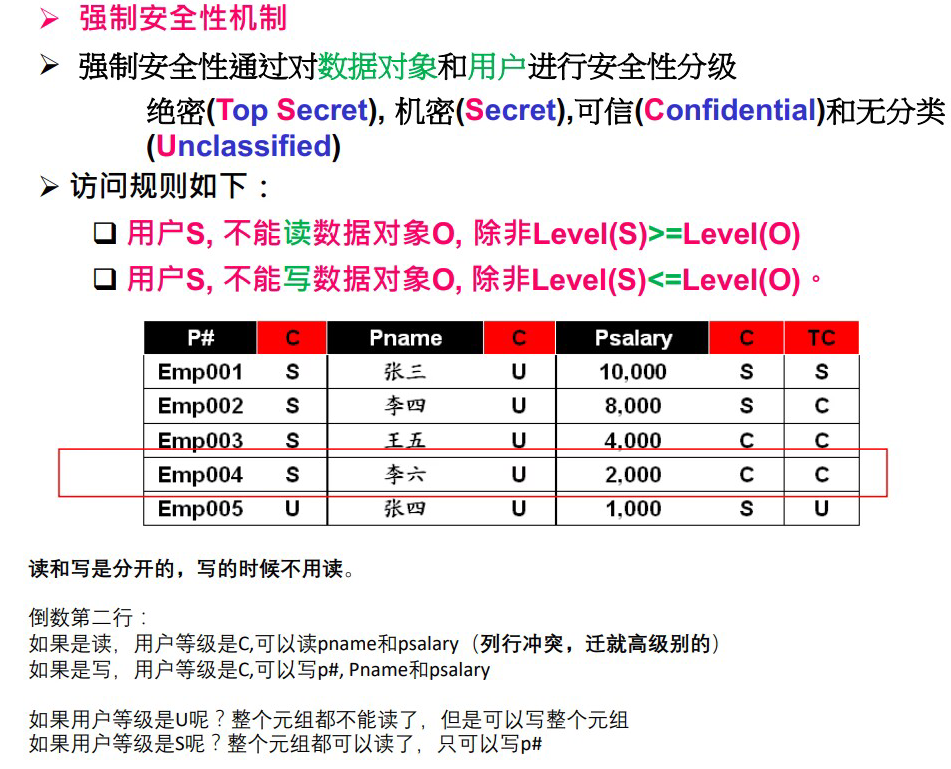 强制安全性机制
强制安全性通过对数据对象和用户进行安全性分级
绝密(Top Secret), 机密(Secret),可信(Confidential)和无分类
(Unclassified)
访问规则如下：
用户S, 不能读数据对象O, 除非Level(S)>=Level(O)
用户S, 不能写数据对象O, 除非Level(S)<=Level(O)。
P# C Pname C Psalary C TC
Emp001 S 张三 U 10,000 S S
Emp002 S 李四 U 8,000 S C
Emp003 S 王五 U 4,000 C C
Emp004 S 李六 U 2,000 C C
Emp005 U 张四 U 1,000 S U
读和写是分开的，写的时候不用读。
倒数第二行：
如果是读，用户等级是C,可以读pname和psalary（列行冲突，迁就高级别的）
如果是写，用户等级是C,可以写p#, Pname和psalary
如果用户等级是U呢？整个元组都不能读了，但是可以写整个元组
如果用户等级是S呢？整个元组都可以读了，只可以写p#